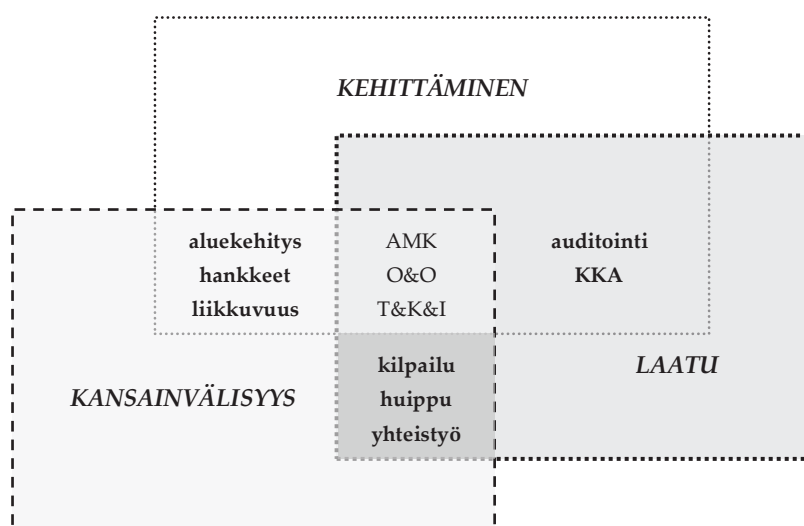 KEHITTÄMINEN
aluekehitys
hankkeet
liikkuvuus
AMK
O&O
T&K&I
auditointi
KKA
kilpailu
huippu
yhteistyö
LAATU
KANSAINVÄLISYYS